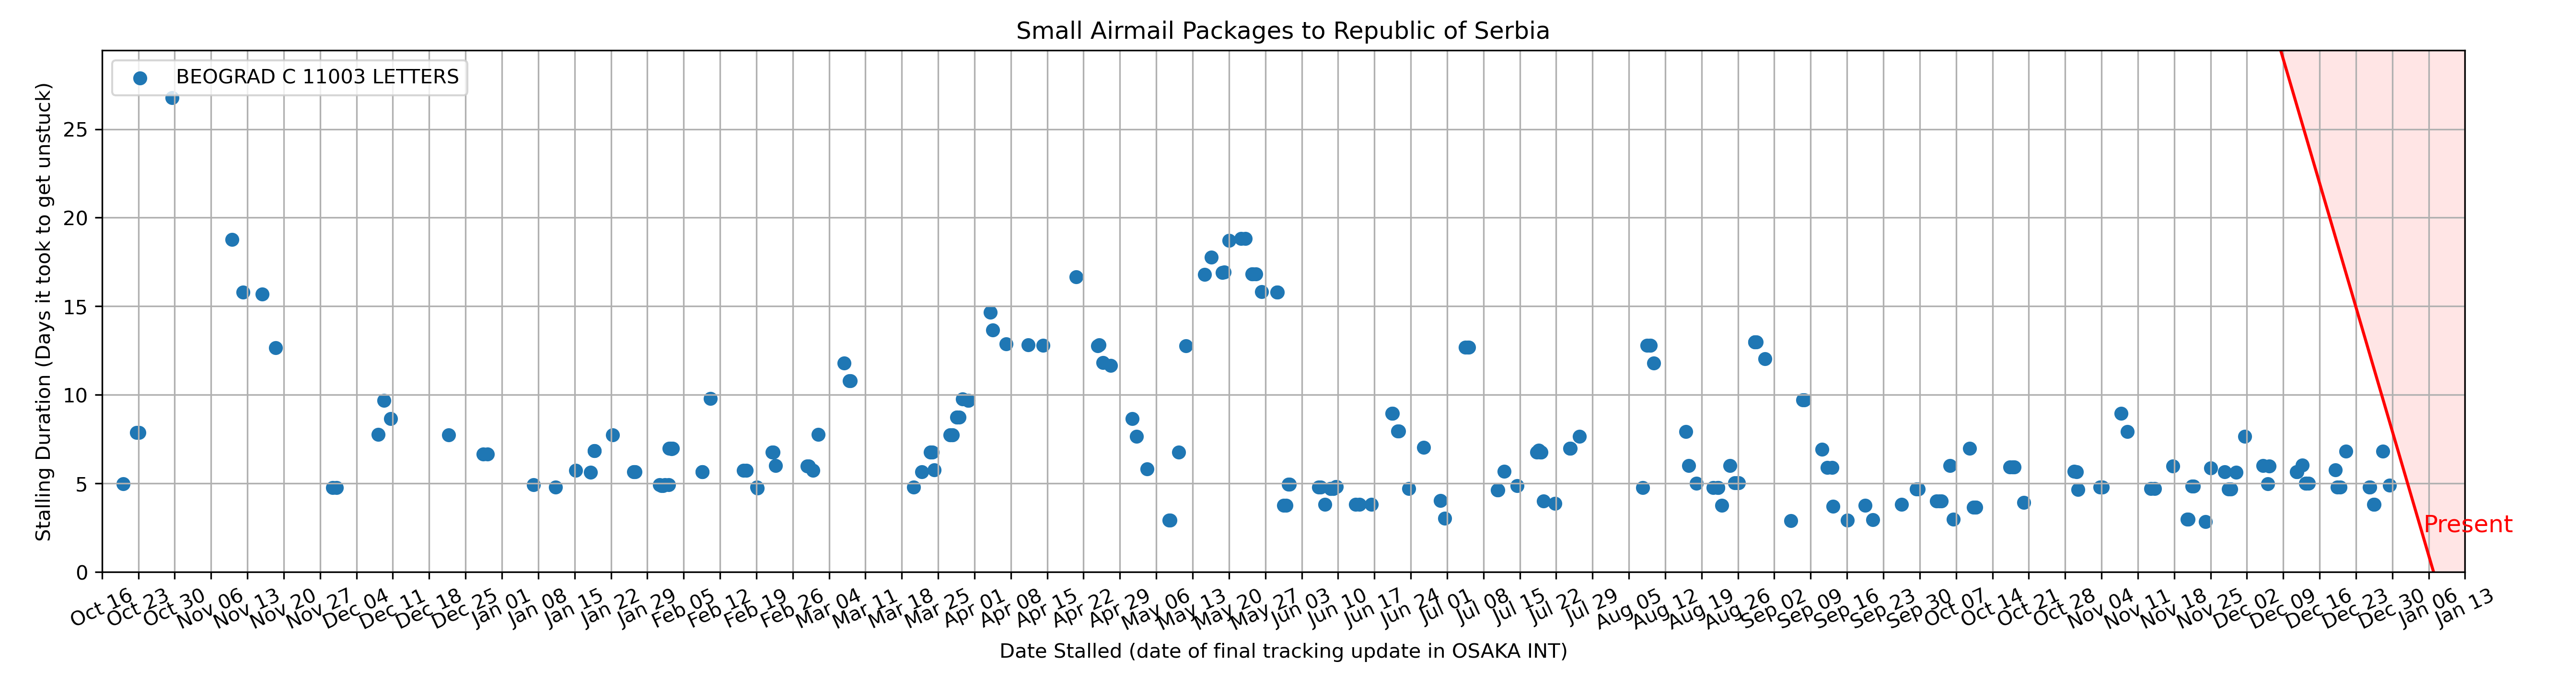 Small Airmail Packages to Republic of Serbia
BEOGRAD C 11003 LETTERS
Stalling Duration (Days it took to get unstuck)
25
20
15
10
5
0
Present
Oct 16 Oct 23 Oct 30 Nov 06 Nov 13 Nov 20 Nov 27 Dec 04 Dec 11 Dec 18 Dec 25 Jan 01 Jan 08 Jan 15 Jan 22 Jan 29 Feb 05 Feb 12 Feb 19 Feb 26 Mar 04 Mar 11 Mar 18 Mar 25 Apr 01 Apr 08 Apr 15 Apr 22 Apr 29 May 06 May 13 May 20 May 27 Jun 03 Jun 10 Jun 17 Jun 24 Jul 01 Jul 08 Jul 15 Jul 22 Jul 29 Aug 05 Aug 12 Aug 19 Aug 26 Sep 02 Sep 09 Sep 16 Sep 23 Sep 30 Oct 07 Oct 14 Oct 21 Oct 28 Nov 04 Nov 11 Nov 18 Nov 25 Dec 02 Dec 09 Dec 16 Dec 23 Dec 30 Jan 06 Jan 13
Date Stalled (date of final tracking update in OSAKA INT)